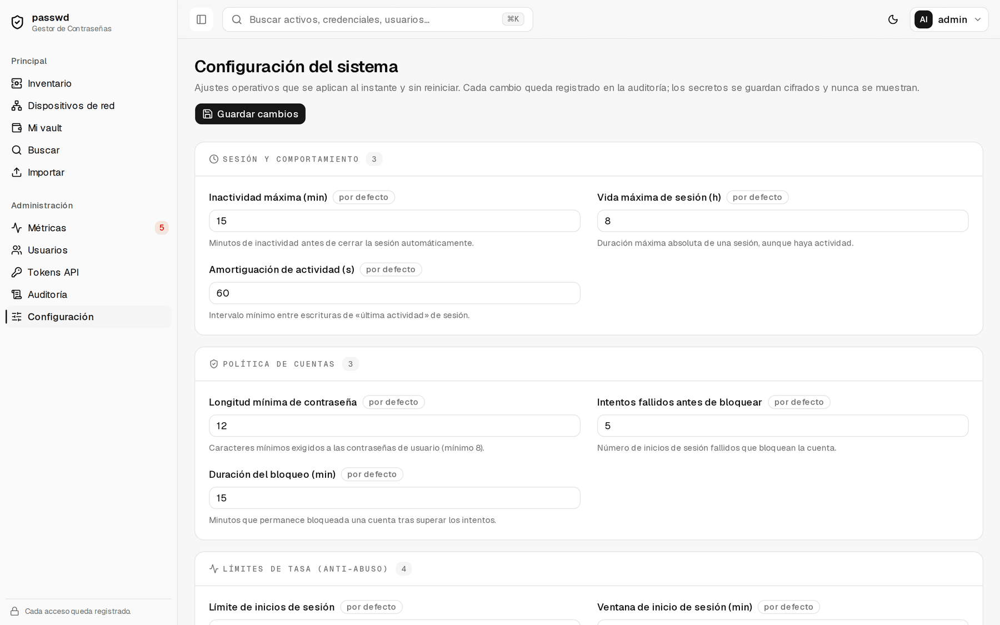 passwd
Gestor de Contraseñas
Principal
Inventario
Dispositivos de red
Mi vault
Buscar
Importar
Administración
Métricas 5
Usuarios
Tokens API
Auditoría
Configuración
Cada acceso queda registrado.
Buscar activos, credenciales, usuarios... ⌘K
AI admin
Configuración del sistema
Ajustes operativos que se aplican al instante y sin reiniciar. Cada cambio queda registrado en la auditoría; los secretos se guardan cifrados y nunca se muestran.
Guardar cambios
SESIÓN Y COMPORTAMIENTO 3
Inactividad máxima (min) por defecto
15
Minutos de inactividad antes de cerrar la sesión automáticamente.
Vida máxima de sesión (h) por defecto
8
Duración máxima absoluta de una sesión, aunque haya actividad.
Amortiguación de actividad (s) por defecto
60
Intervalo mínimo entre escrituras de «última actividad» de sesión.
POLÍTICA DE CUENTAS 3
Longitud mínima de contraseña por defecto
12
Caracteres mínimos exigidos a las contraseñas de usuario (mínimo 8).
Intentos fallidos antes de bloquear por defecto
5
Número de inicios de sesión fallidos que bloquean la cuenta.
Duración del bloqueo (min) por defecto
15
Minutos que permanece bloqueada una cuenta tras superar los intentos.
LÍMITES DE TASA (ANTI-ABUSO) 4
Límite de inicios de sesión por defecto
Ventana de inicio de sesión (min) por defecto